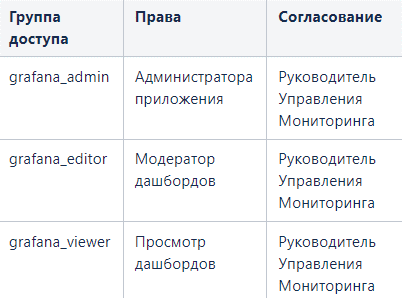 Группа доступа
Права
Согласование
grafana_admin
Администратора приложения
Руководитель Управления Мониторинга
grafana_editor
Модератор дашбордов
Руководитель Управления Мониторинга
grafana_viewer
Просмотр дашбордов
Руководитель Управления Мониторинга